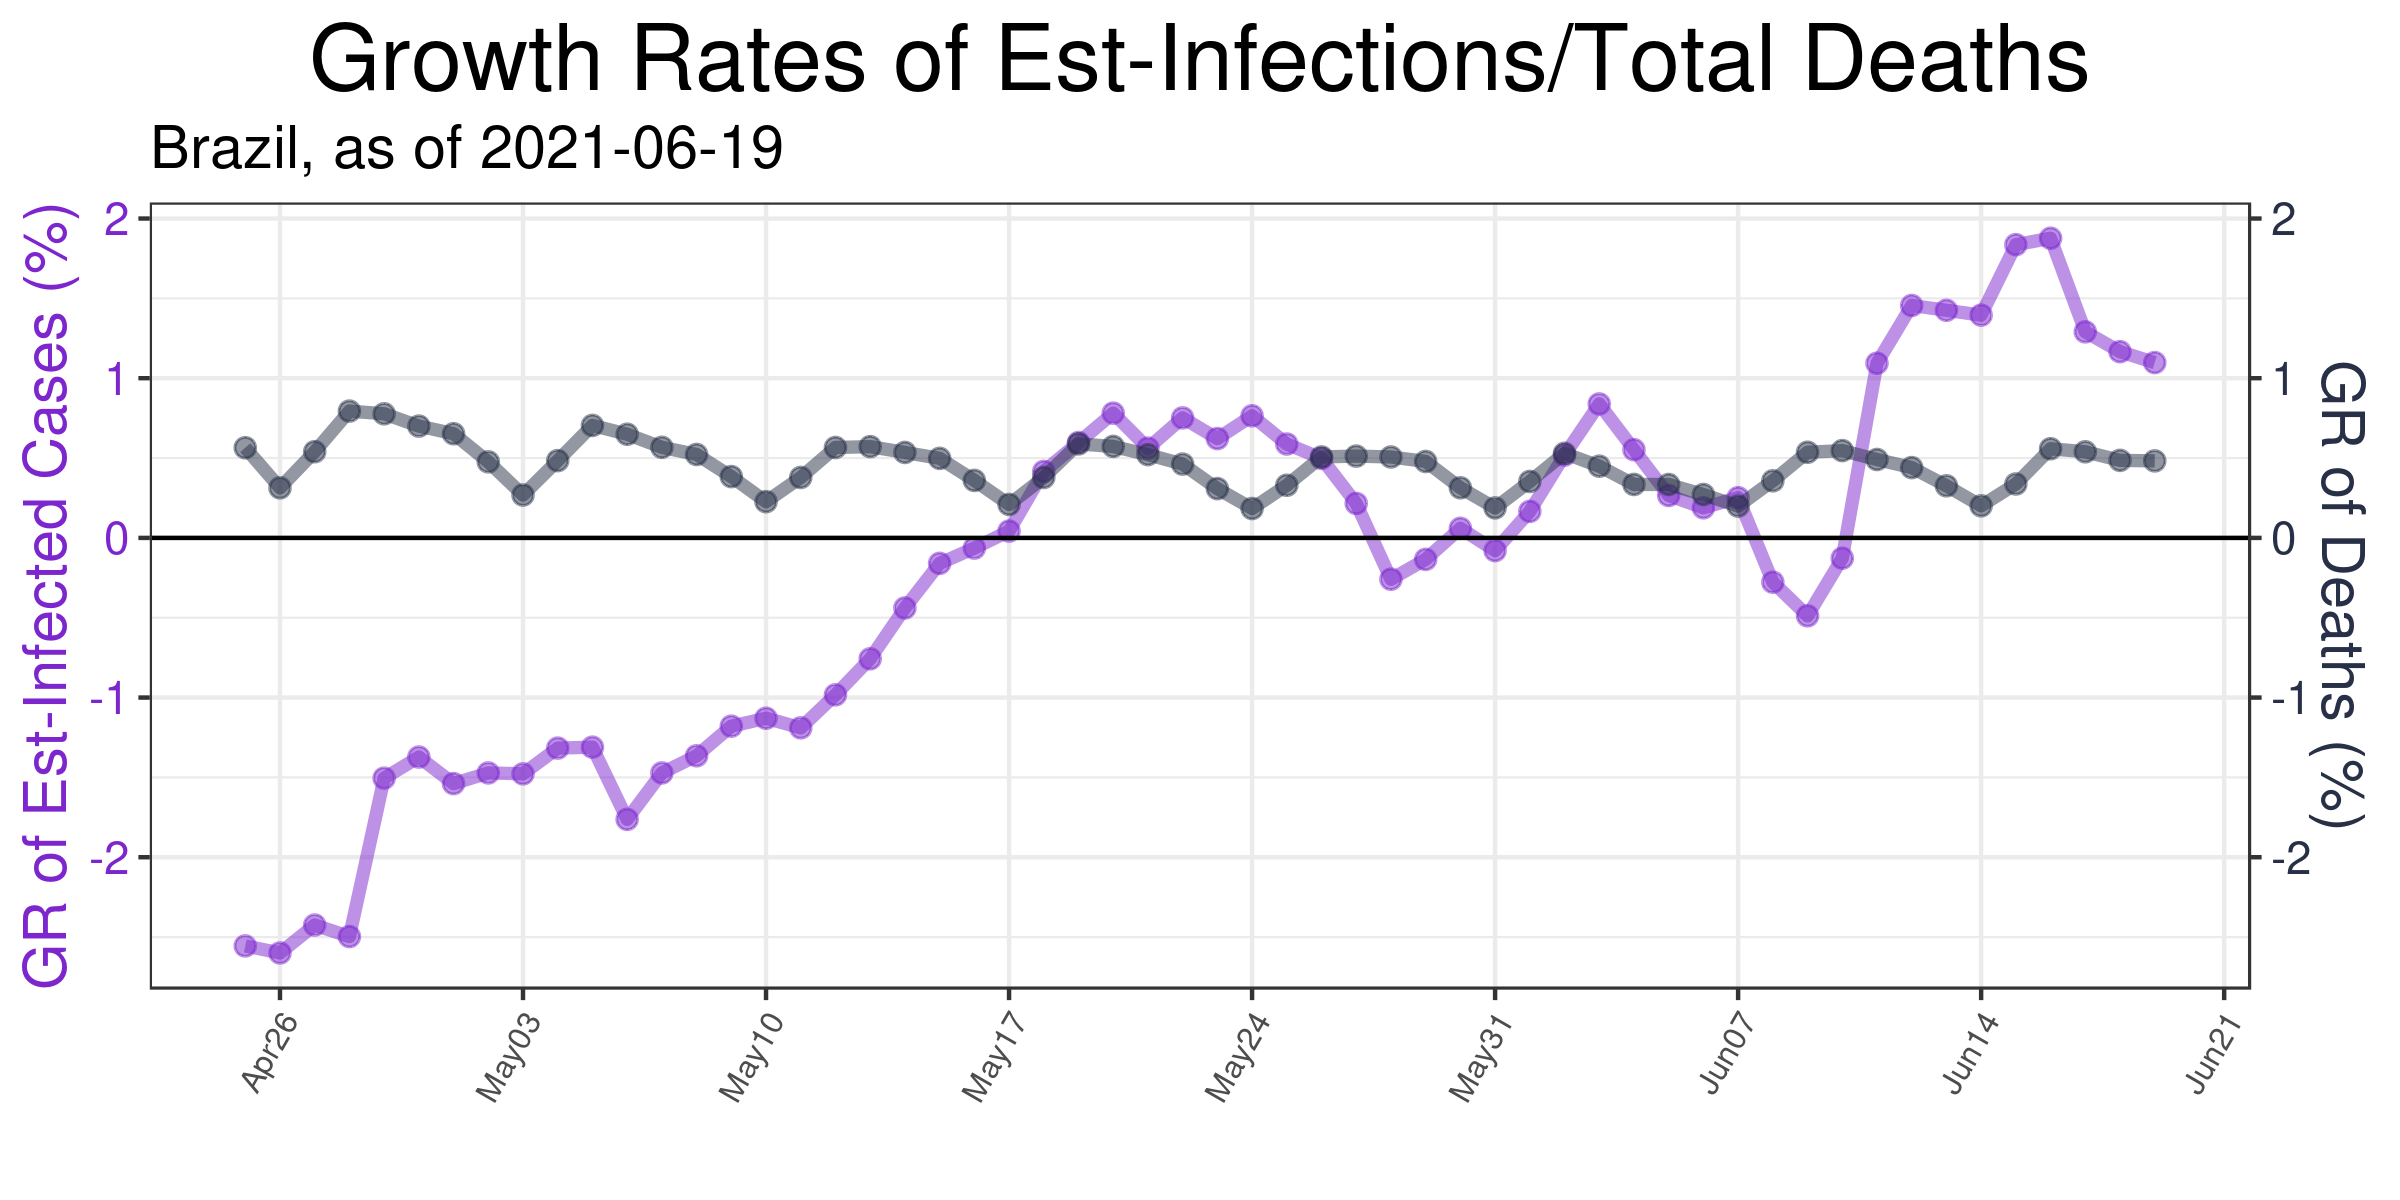 Growth Rates of Est-Infections/Total Deaths
Brazil, as of 2021-06-19
GR of Est-Infected Cases (%)
2
1
0
-1
-2
2
1
0
-1
-2
GR of Deaths (%)
Apr26
May03
May10
May17
May24
May31
Jun07
Jun14
Jun21